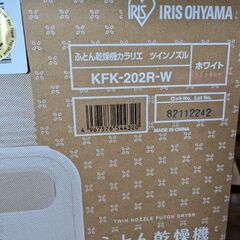 IRIS OHYAMA
ふとん乾燥機カラリエ ツインノズル
KFK-202R-W
ホワイト
Lot No.
82112242
MADE IN CHINA
TWIN NOZZLE FUTON DRYER
ふとん乾燥機